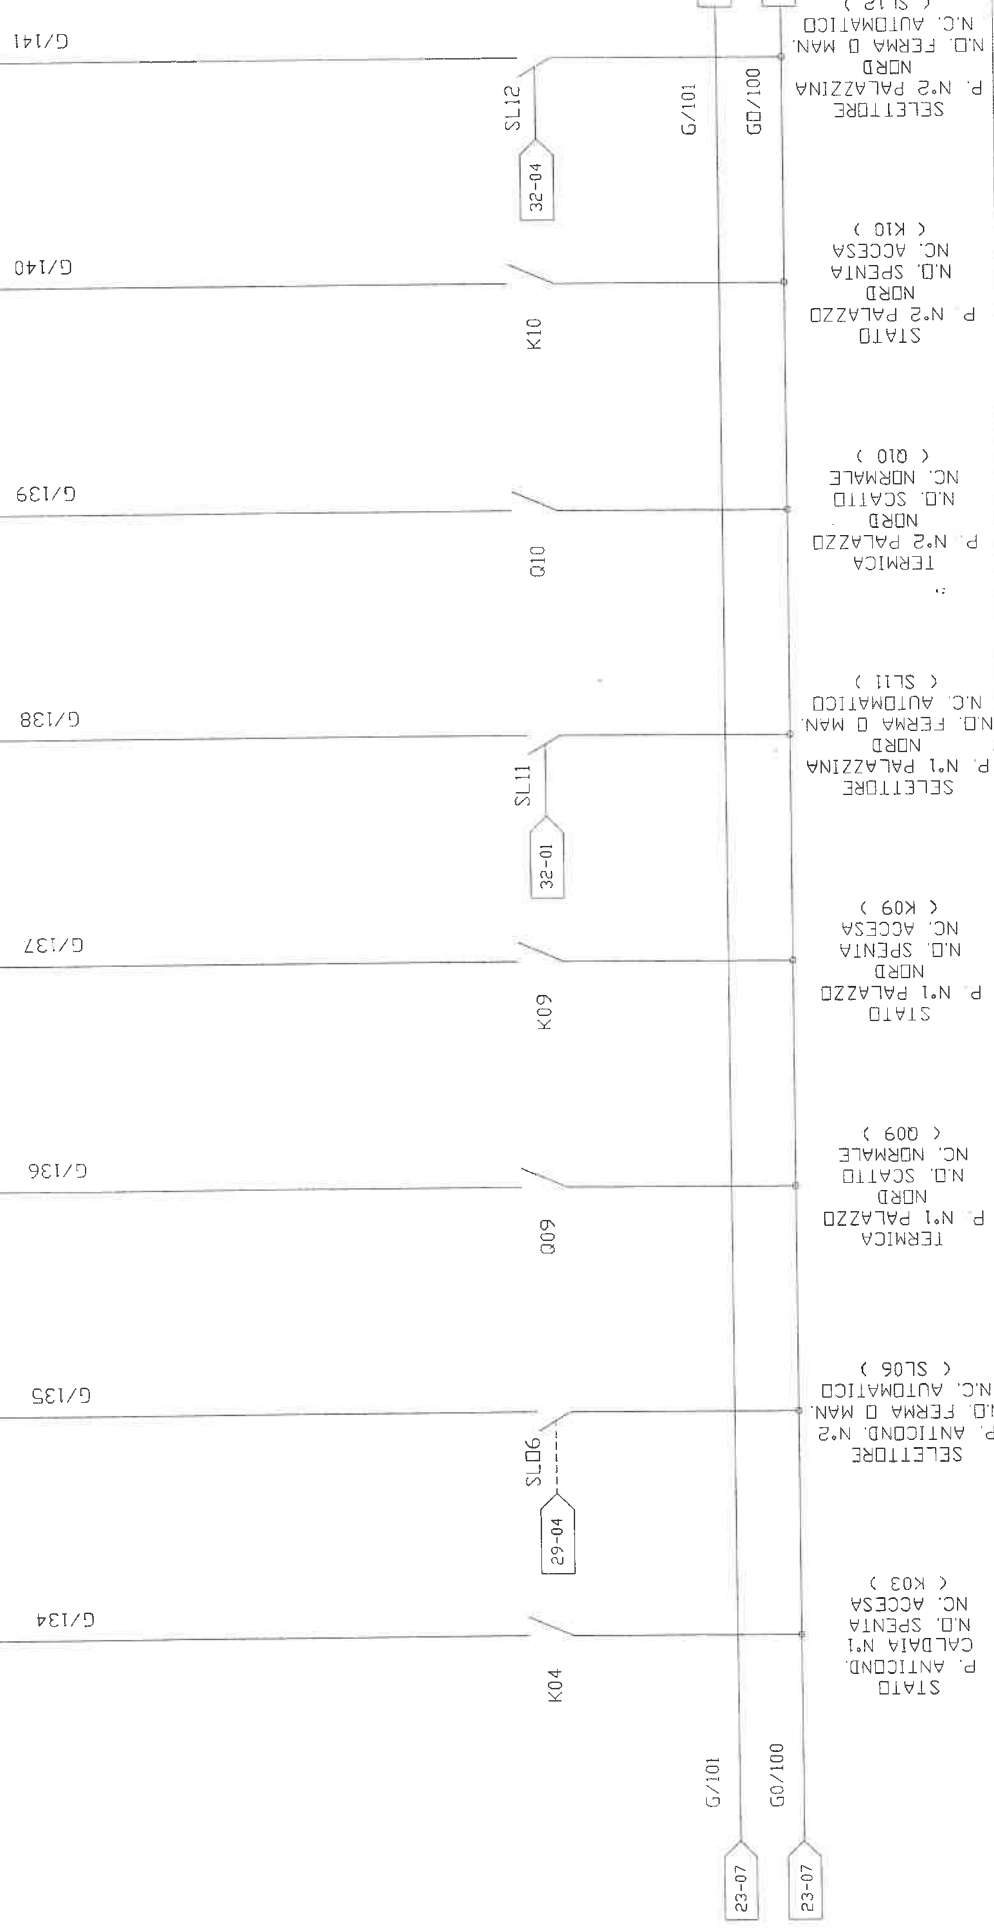 G/141
SL12
32-04
G/101
G0/100
SELETTORE
P. N°2 PALAZZINA
NORD
N.O. FERMA O MAN.
N.C. AUTOMATICO
( SL12 )
G/140
K10
STATO
P. N°2 PALAZZO
NORD
N.O. SPENTA
NC. ACCESA
( K10 )
G/139
Q10
TERMICA
P. N°2 PALAZZO
NORD
N.O. SCATTO
NC. NORMALE
( Q10 )
G/138
SL11
32-01
SELETTORE
P. N°1 PALAZZINA
NORD
N.O. FERMA O MAN.
N.C. AUTOMATICO
( SL11 )
G/137
K09
STATO
P. N°1 PALAZZO
NORD
N.O. SPENTA
NC. ACCESA
( K09 )
G/136
Q09
TERMICA
P. N°1 PALAZZO
NORD
N.O. SCATTO
NC. NORMALE
( Q09 )
G/135
SL06
29-04
SELETTORE
P. ANTICOND. N°2
N.O. FERMA O MAN.
N.C. AUTOMATICO
( SL06 )
G/134
K04
STATO
P. ANTICOND.
CALDAIA N°1
N.O. SPENTA
NC. ACCESA
( K03 )
G/101
G0/100
23-07
23-07